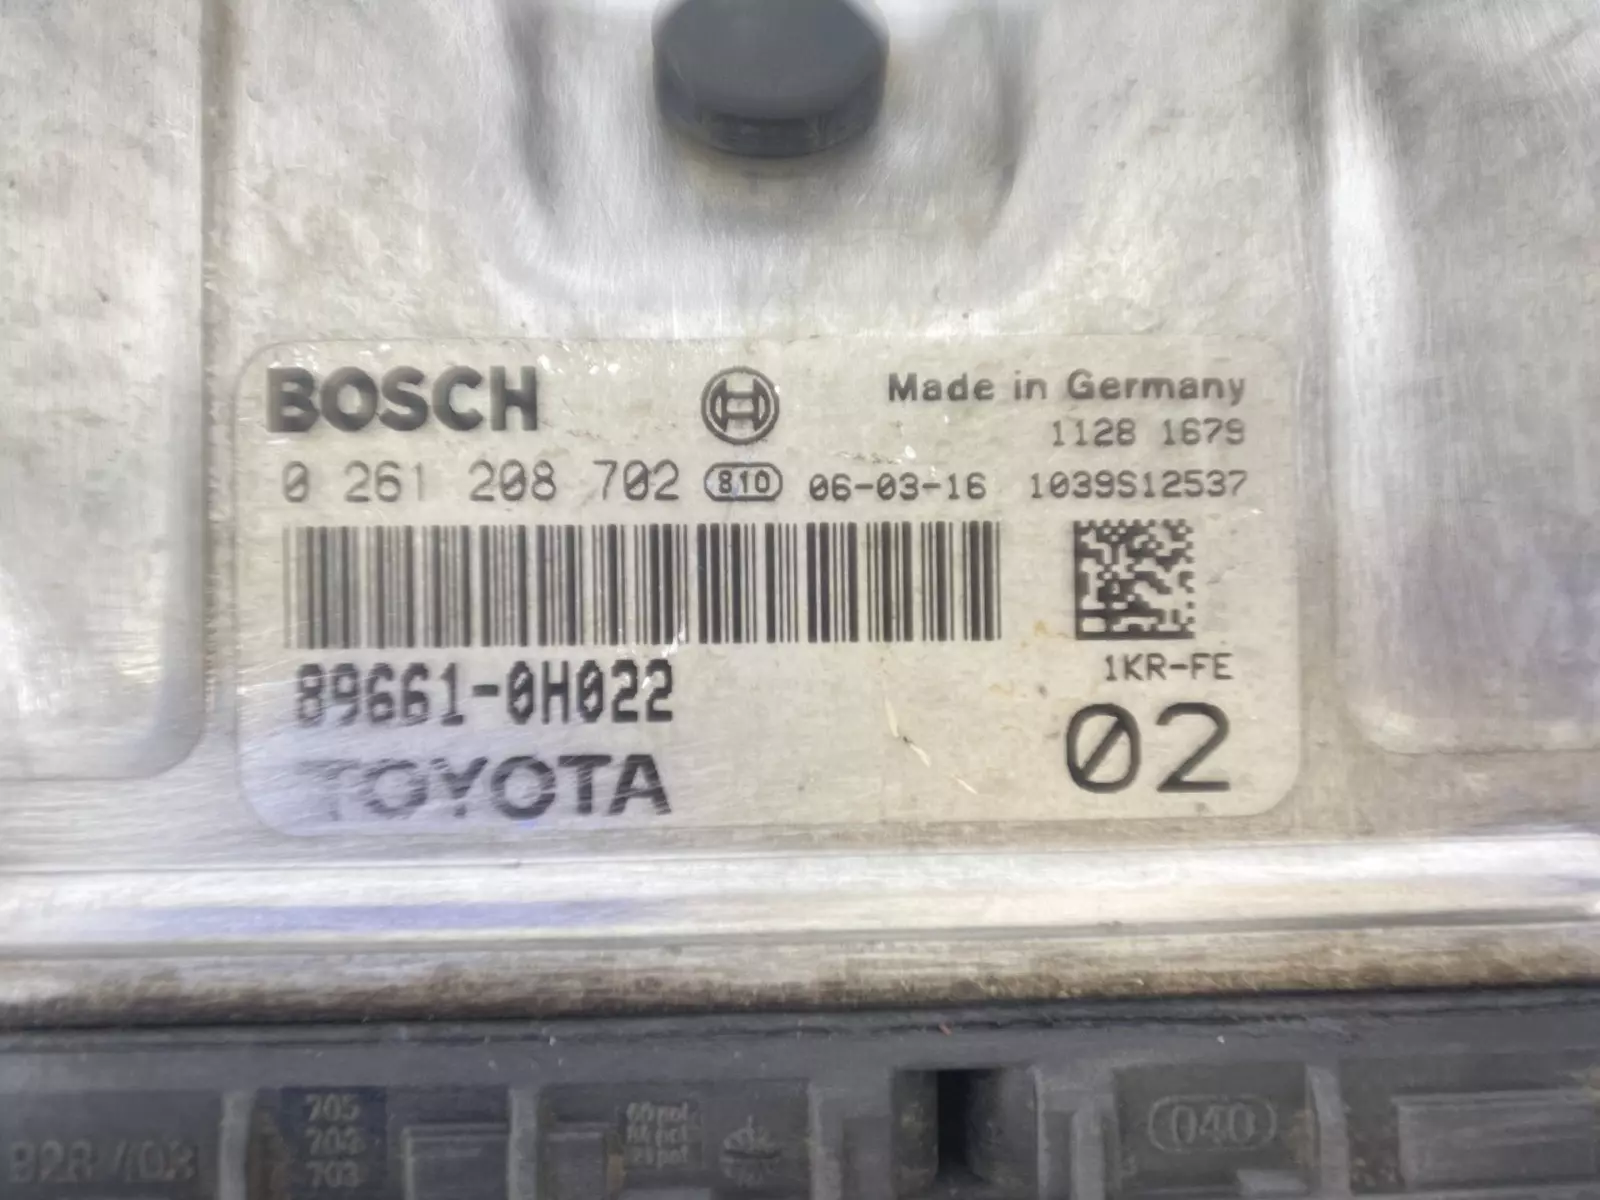 BOSCH
Made in Germany
1128 1679
0 261 208 702 810 06-03-16 1039S12537
89661-0H022
1KR-FE
TOYOTA
02
705
703
040